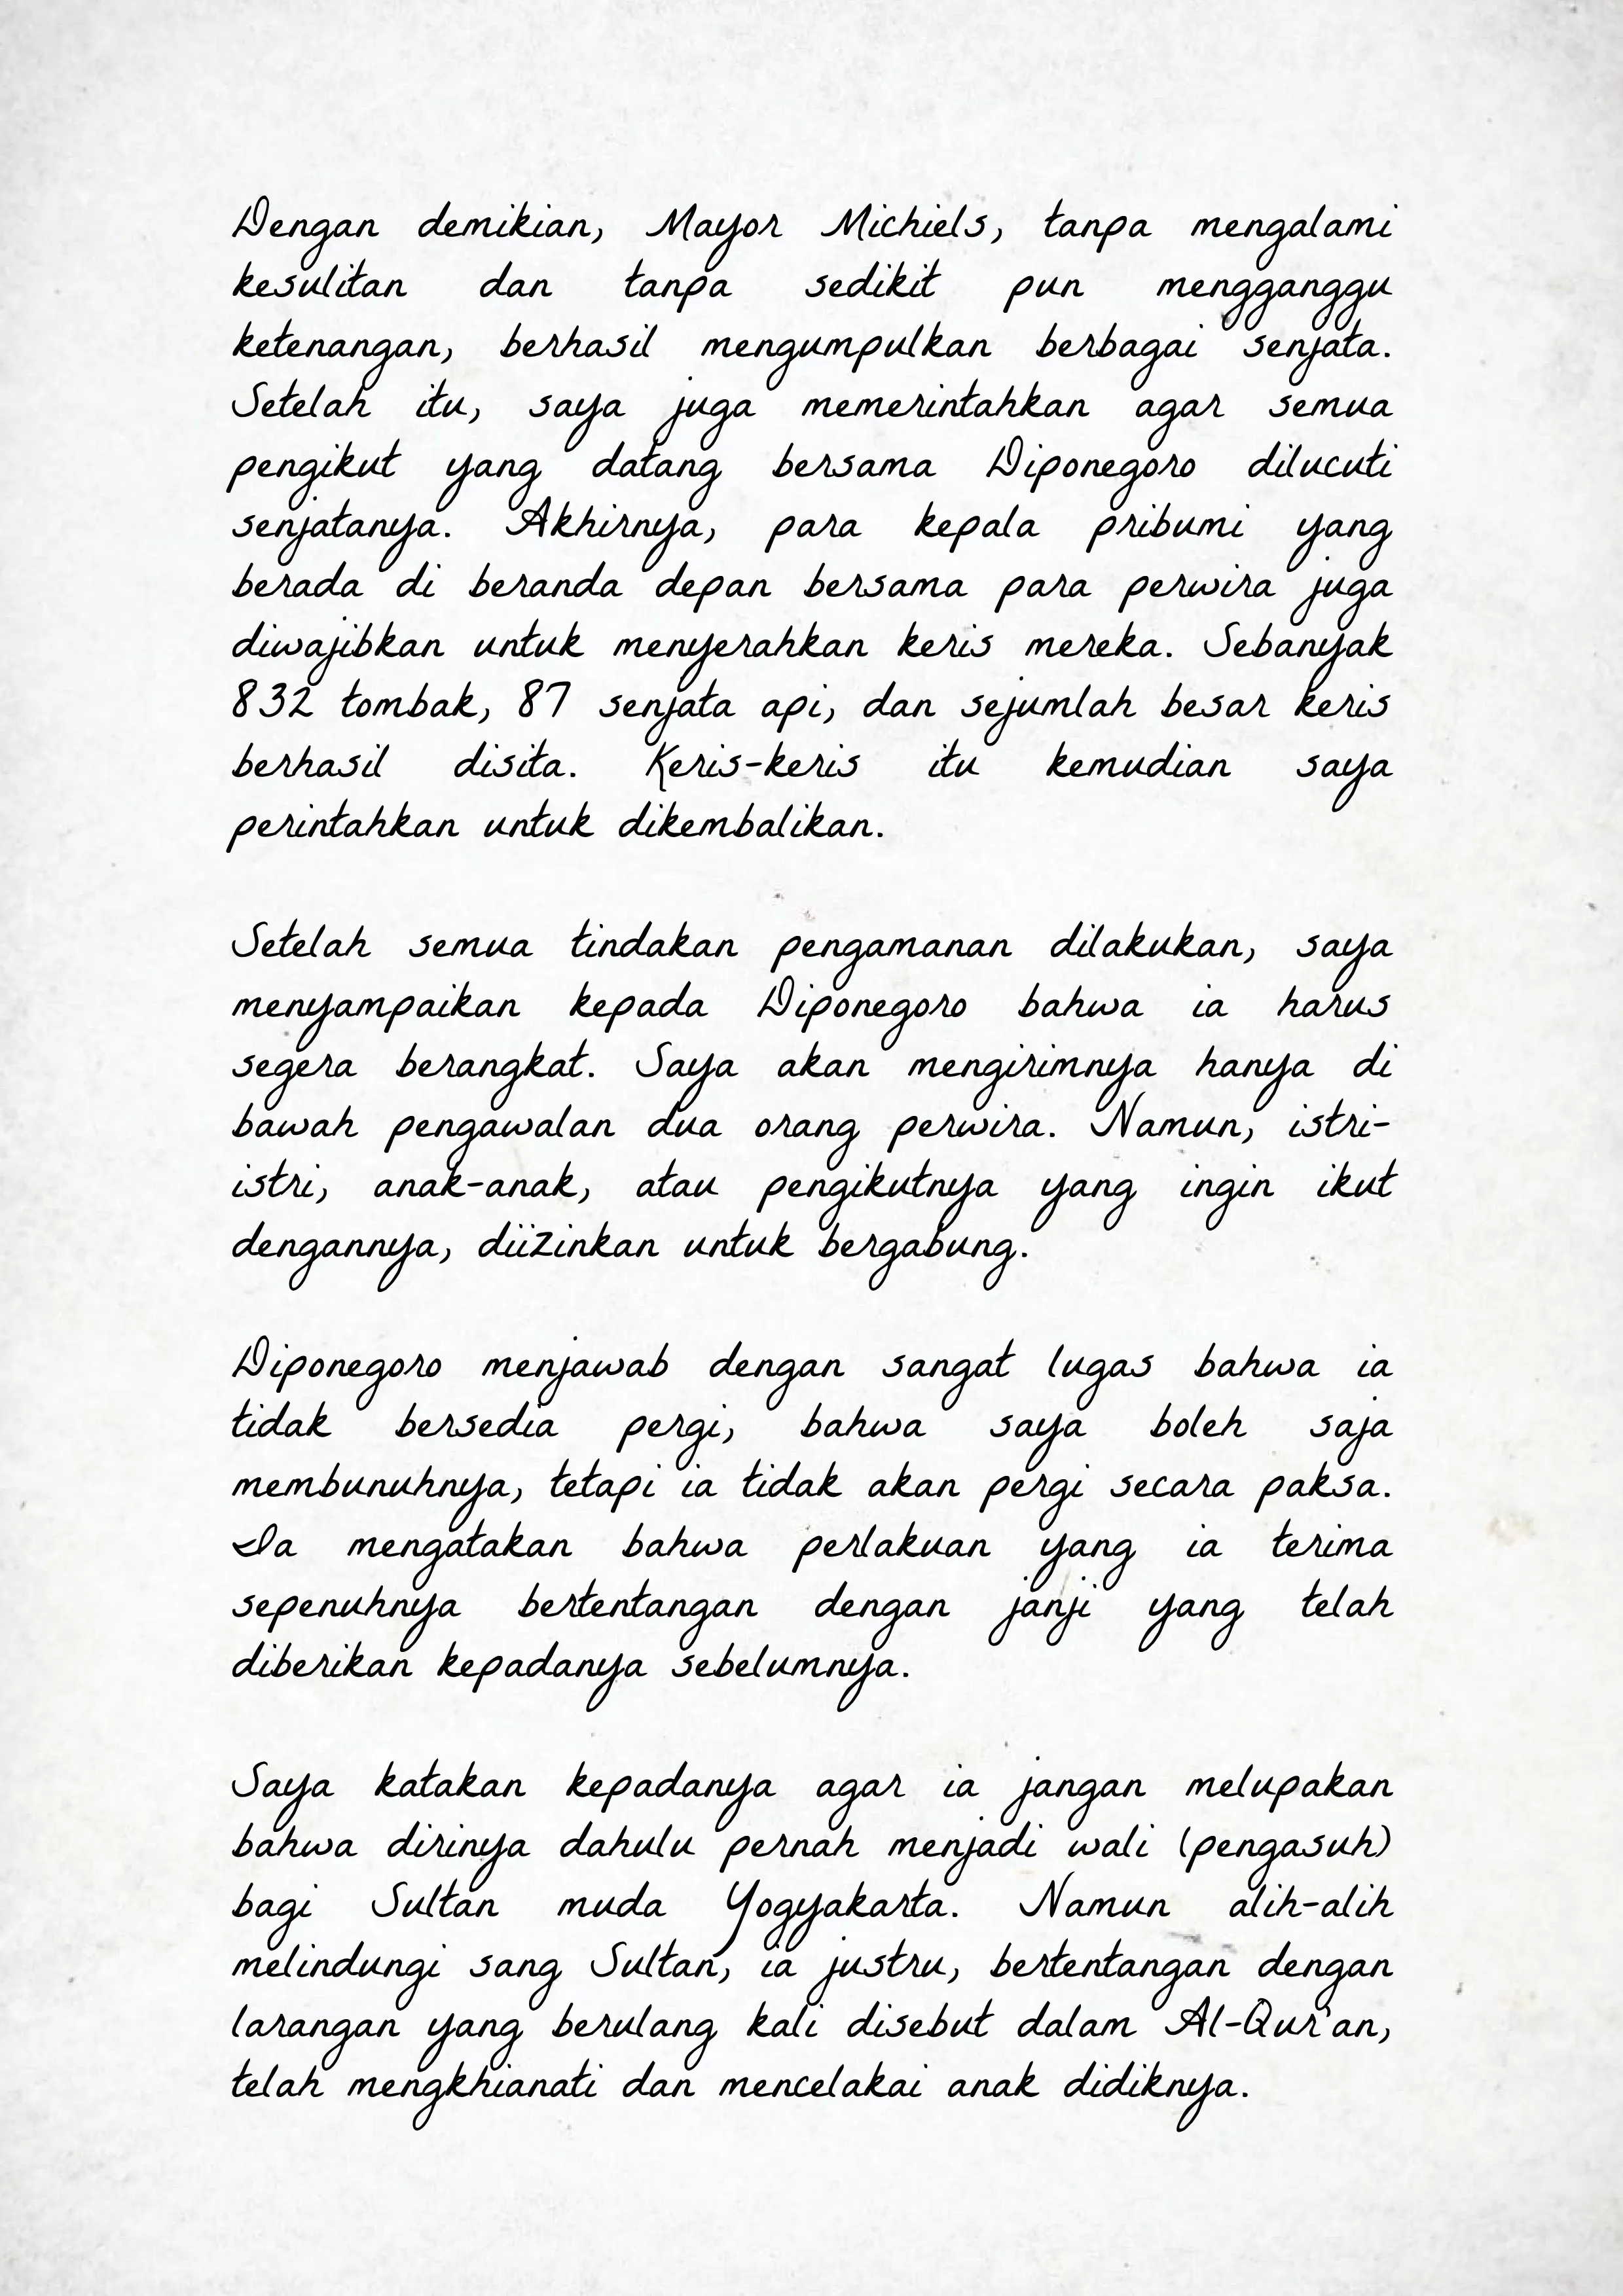 Dengan demikian, Mayor Michiels, tanpa mengalami
kesulitan dan tanpa sedikit pun mengganggu
ketenangan, berhasil mengumpulkan berbagai senjata.
Setelah itu, saya juga memerintahkan agar semua
pengikut yang datang bersama Diponegoro dilucuti
senjatanya. Akhirnya, para kepala pribumi yang
berada di beranda depan bersama para perwira juga
diwajibkan untuk menyerahkan keris mereka. Sebanyak
832 tombak, 87 senjata api, dan sejumlah besar keris
berhasil disita. Keris-keris itu kemudian saya
perintahkan untuk dikembalikan.
Setelah semua tindakan pengamanan dilakukan, saya
menyampaikan kepada Diponegoro bahwa ia harus
segera berangkat. Saya akan mengirimnya hanya di
bawah pengawalan dua orang perwira. Namun, istri-
istri, anak-anak, atau pengikutnya yang ingin ikut
dengannya, diizinkan untuk bergabung.
Diponegoro menjawab dengan sangat lugas bahwa ia
tidak bersedia pergi, bahwa saya boleh saja
membunuhnya, tetapi ia tidak akan pergi secara paksa.
Ia mengatakan bahwa perlakuan yang ia terima
sepenuhnya bertentangan dengan janji yang telah
diberikan kepadanya sebelumnya.
Saya katakan kepadanya agar ia jangan melupakan
bahwa dirinya dahulu pernah menjadi wali (pengasuh)
bagi Sultan muda Yogyakarta. Namun alih-alih
melindungi sang Sultan, ia justru, bertentangan dengan
larangan yang berulang kali disebut dalam Al-Qur'an,
telah mengkhianati dan mencelakai anak didiknya.